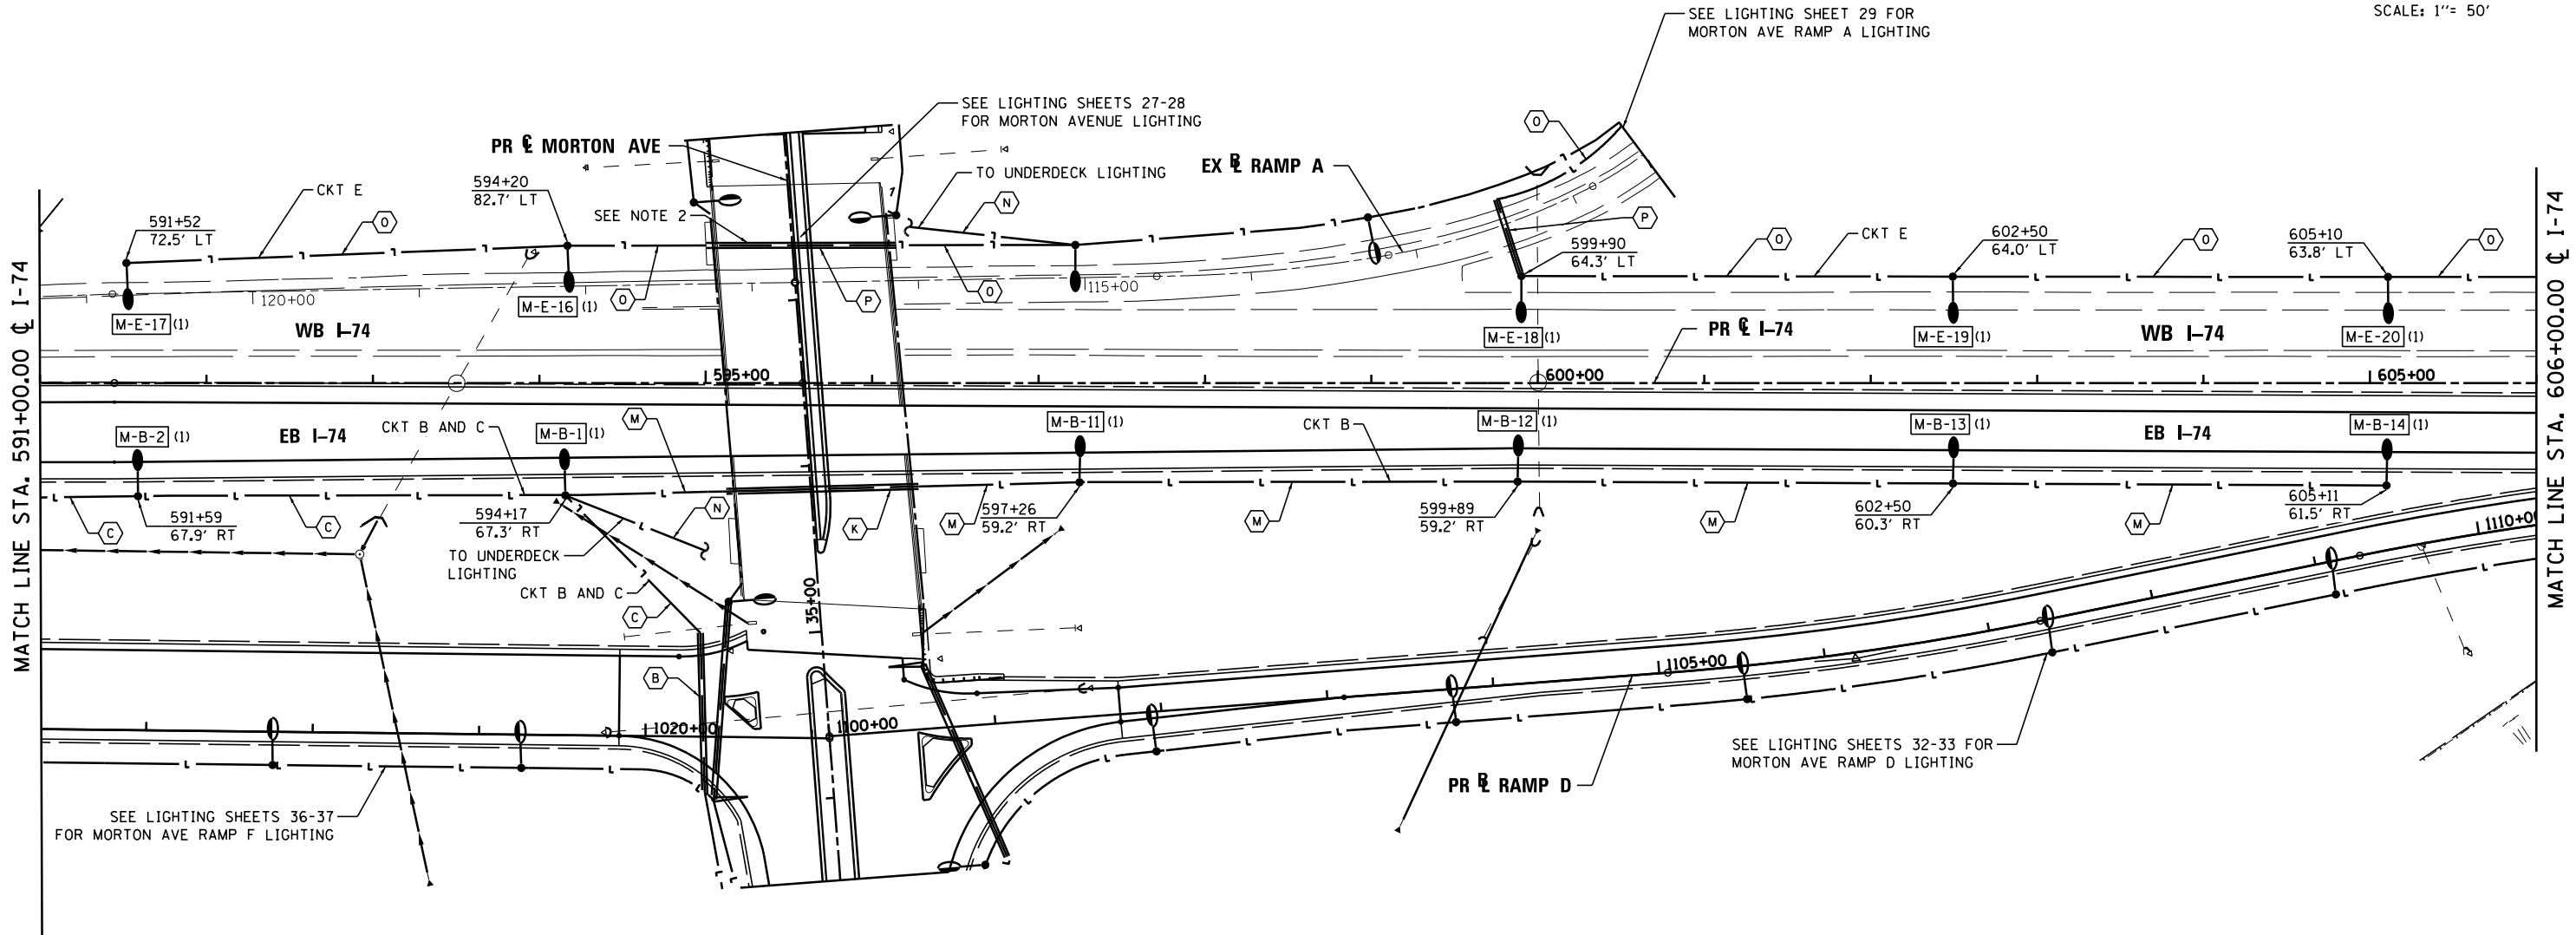 SCALE: 1''= 50'
SEE LIGHTING SHEET 29 FOR
MORTON AVE RAMP A LIGHTING
SEE LIGHTING SHEETS 27-28
FOR MORTON AVENUE LIGHTING
PR ℄ MORTON AVE
EX BL RAMP A
TO UNDERDECK LIGHTING
CKT E
594+20
82.7' LT
SEE NOTE 2
591+52
72.5' LT
O
O
N
O
P
O
O
P
599+90
64.3' LT
O
CKT E
602+50
64.0' LT
O
605+10
63.8' LT
O
120+00
115+00
M-E-17 (1)
M-E-16 (1)
M-E-18 (1)
M-E-19 (1)
M-E-20 (1)
WB I-74
PR ℄ I-74
WB I-74
MATCH LINE STA. 591+00.00 ℄ I-74
MATCH LINE STA. 606+00.00 ℄ I-74
595+00
600+00
605+00
M-B-2 (1)
EB I-74
CKT B AND C
M-B-1 (1)
M
M-B-11 (1)
CKT B
M-B-12 (1)
M-B-13 (1)
EB I-74
M-B-14 (1)
C
591+59
67.9' RT
C
594+17
67.3' RT
N
K
M
597+26
59.2' RT
M
599+89
59.2' RT
M
602+50
60.3' RT
M
605+11
61.5' RT
TO UNDERDECK
LIGHTING
CKT B AND C
C
35+00
1110+00
B
1020+00
1100+00
1105+00
SEE LIGHTING SHEETS 32-33 FOR
MORTON AVE RAMP D LIGHTING
PR BL RAMP D
SEE LIGHTING SHEETS 36-37
FOR MORTON AVE RAMP F LIGHTING